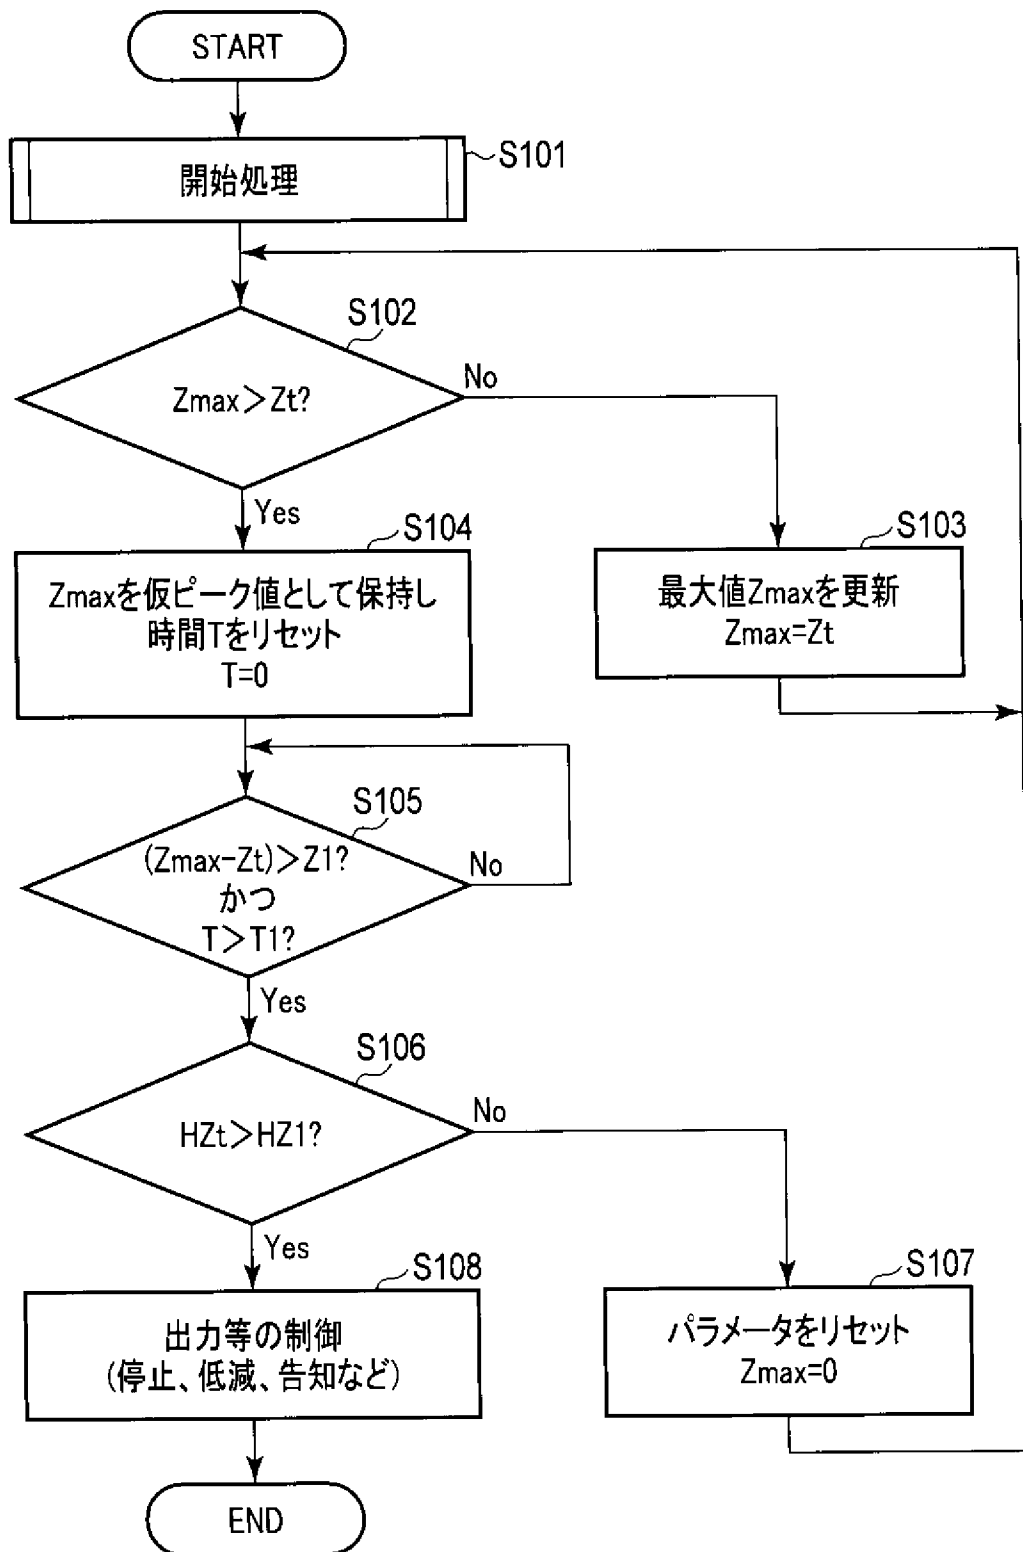 START
開始処理
S101
S102
Zmax＞Zt?
No
Yes
S104
Zmaxを仮ピーク値として保持し
時間Tをリセット
T=0
S103
最大値Zmaxを更新
Zmax=Zt
S105
(Zmax-Zt)＞Z1?
かつ
T＞T1?
No
Yes
S106
HZt＞HZ1?
No
Yes
S108
出力等の制御
(停止、低減、告知など)
S107
パラメータをリセット
Zmax=0
END